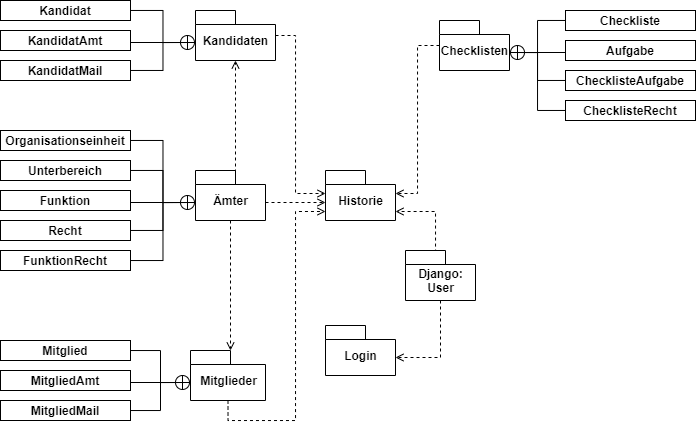 Kandidat
KandidatAmt
KandidatMail
Kandidaten
Checklisten
Checkliste
Aufgabe
ChecklisteAufgabe
ChecklisteRecht
Organisationseinheit
Unterbereich
Funktion
Recht
FunktionRecht
Ämter
Historie
Django:
User
Login
Mitglied
MitgliedAmt
MitgliedMail
Mitglieder